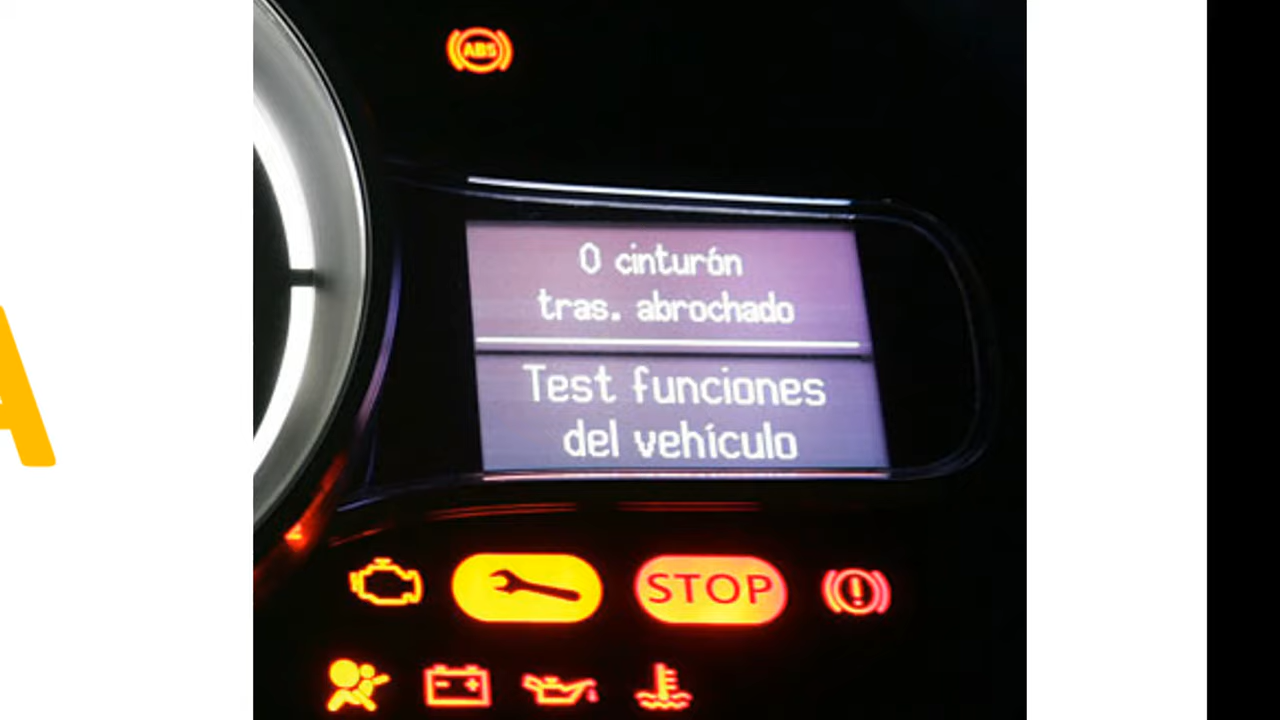 ABS
0 cinturón
tras. abrochado
Test funciones
del vehículo
STOP
A